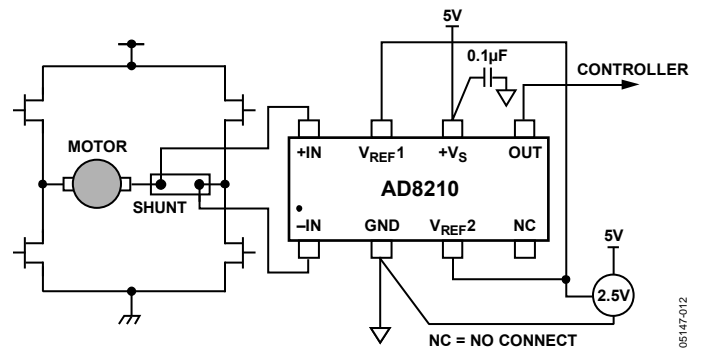 5V
0.1µF
CONTROLLER
MOTOR
SHUNT
+IN
VREF1
+VS
OUT
AD8210
–IN
GND
VREF2
NC
5V
2.5V
NC = NO CONNECT
05147-012